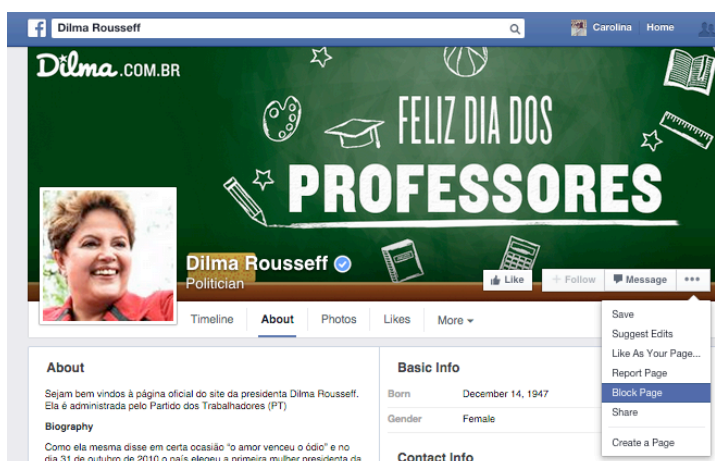 Dilma Rousseff
Carolina Home
Dilma.COM.BR
FELIZ DIA DOS
PROFESSORES
Dilma Rousseff
Politician
Like
+ Follow
Message
•••
Timeline About Photos Likes More
Save
Suggest Edits
Like As Your Page...
Report Page
Block Page
Share
Create a Page
About
Sejam bem vindos à página oficial do site da presidenta Dilma Rousseff.
Ela é administrada pelo Partido dos Trabalhadores (PT)
Biography
Como ela mesma disse em certa ocasião "o amor venceu o ódio" e no
dia 31 de outubro de 2010 o país elegeu a primeira mulher presidenta da
Basic Info
Born December 14, 1947
Gender Female
Contact Info